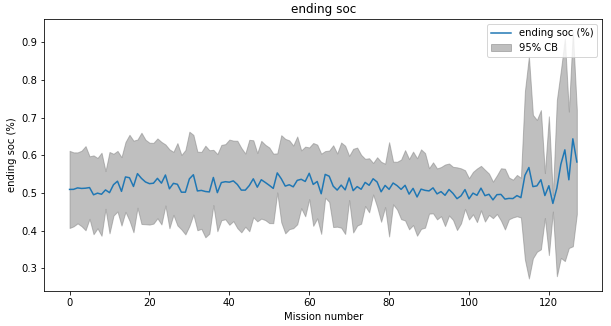 ending soc
ending soc (%)
95% CB
0.9
0.8
0.7
0.6
0.5
0.4
0.3
ending soc (%)
0 20 40 60 80 100 120
Mission number